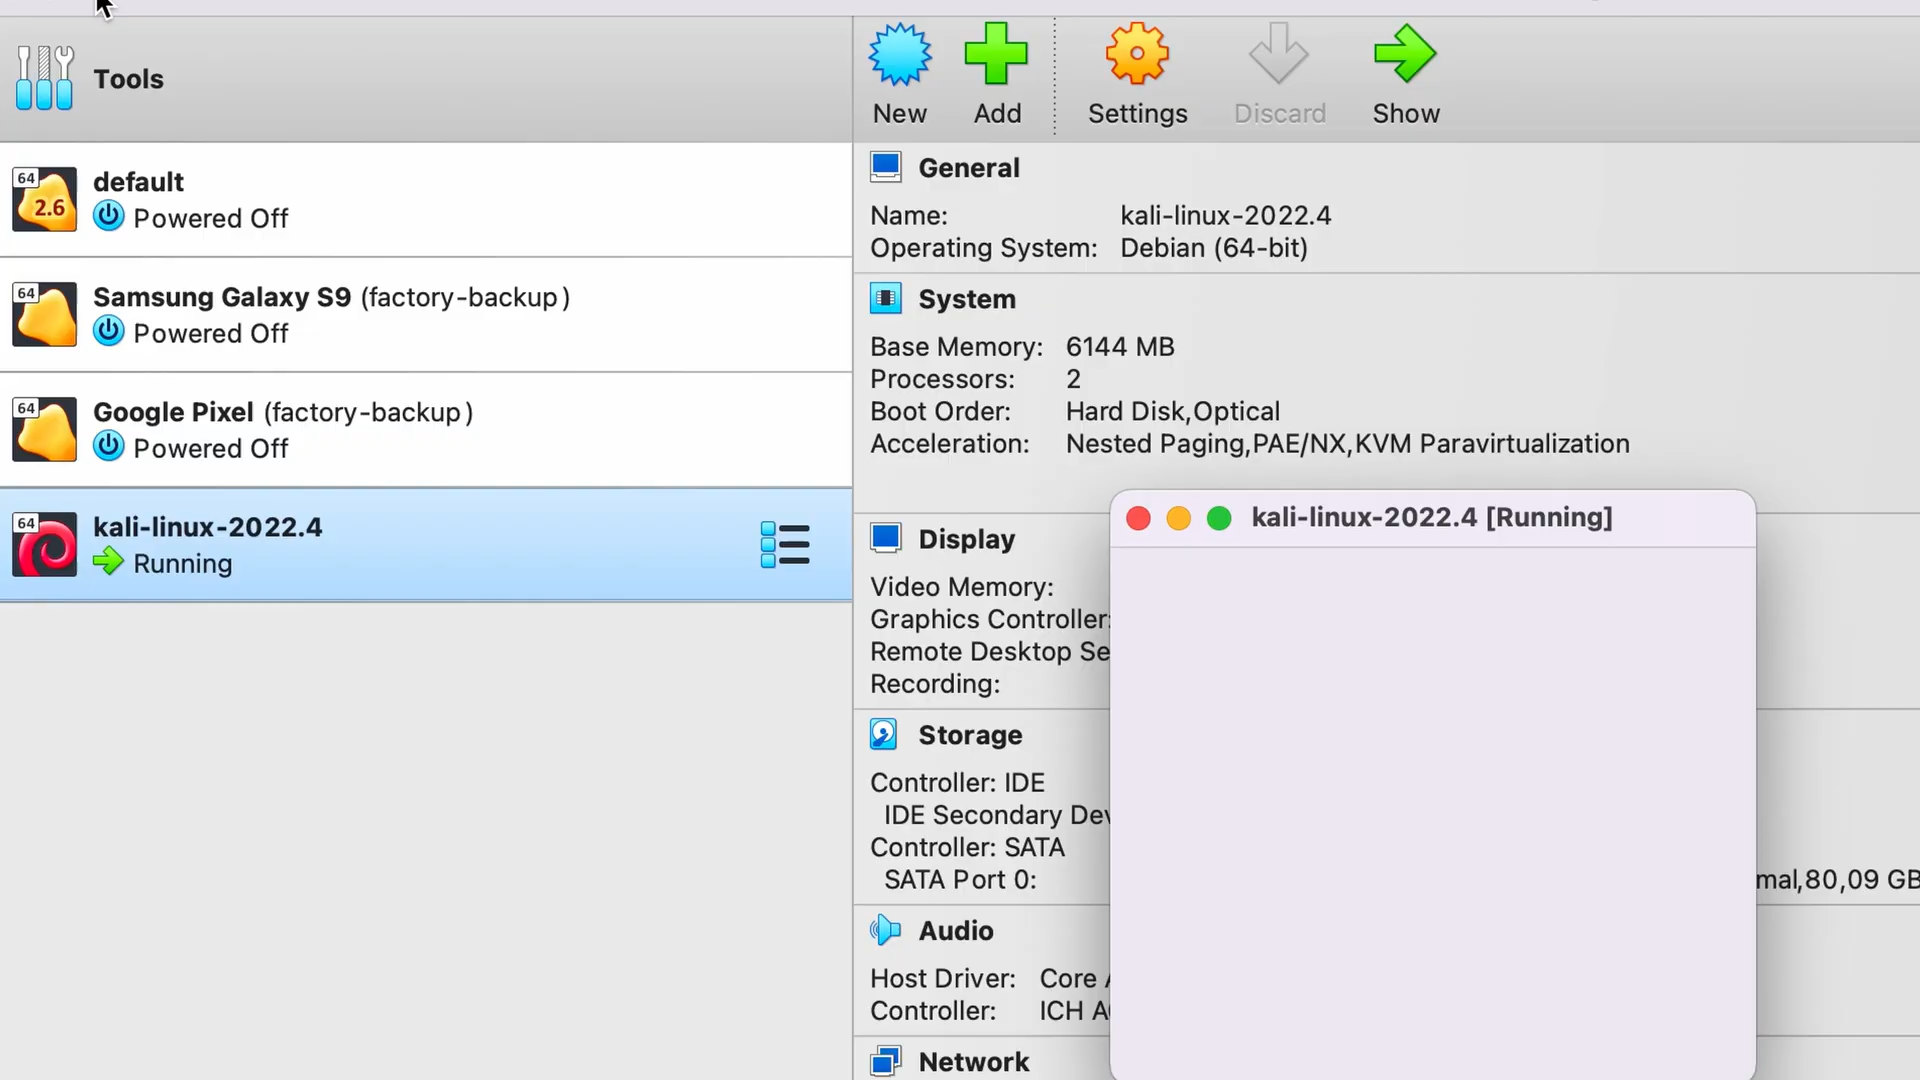 Tools
New
Add
Settings
Discard
Show
64
2.6
default
Powered Off
64
Samsung Galaxy S9 (factory-backup)
Powered Off
64
Google Pixel (factory-backup)
Powered Off
64
kali-linux-2022.4
Running
General
Name: kali-linux-2022.4
Operating System: Debian (64-bit)
System
Base Memory: 6144 MB
Processors: 2
Boot Order: Hard Disk,Optical
Acceleration: Nested Paging,PAE/NX,KVM Paravirtualization
kali-linux-2022.4 [Running]
Display
Video Memory:
Graphics Controller:
Remote Desktop Se
Recording:
Storage
Controller: IDE
IDE Secondary Dev
Controller: SATA
SATA Port 0: mal,80,09 GB
Audio
Host Driver: Core A
Controller: ICH A
Network